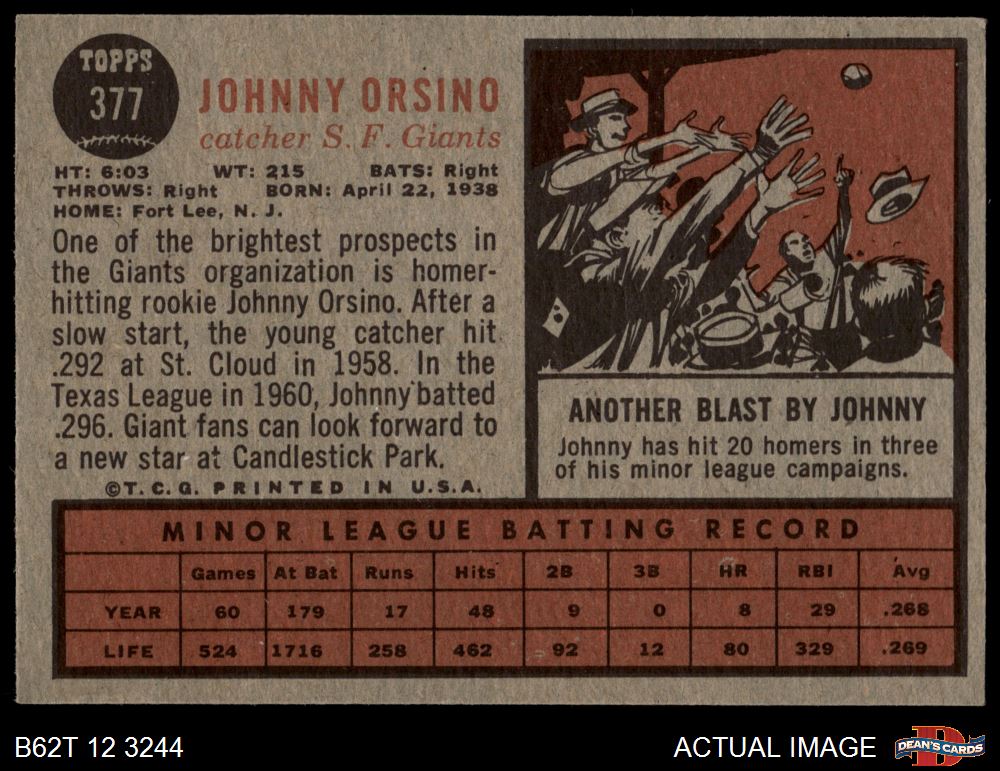 TOPPS
377
JOHNNY ORSINO
catcher S. F. Giants
HT: 6:03 WT: 215 BATS: Right
THROWS: Right BORN: April 22, 1938
HOME: Fort Lee, N. J.
One of the brightest prospects in
the Giants organization is homer-
hitting rookie Johnny Orsino. After a
slow start, the young catcher hit
.292 at St. Cloud in 1958. In the
Texas League in 1960, Johnny batted
.296. Giant fans can look forward to
a new star at Candlestick Park.
©T. C. G. PRINTED IN U.S.A.
ANOTHER BLAST BY JOHNNY
Johnny has hit 20 homers in three
of his minor league campaigns.
MINOR LEAGUE BATTING RECORD
Games At Bat Runs Hits 2B 3B HR RBI Avg
YEAR 60 179 17 48 9 0 8 29 .268
LIFE 524 1716 258 462 92 12 80 329 .269
B62T 12 3244
ACTUAL IMAGE
DEAN'S CARDS